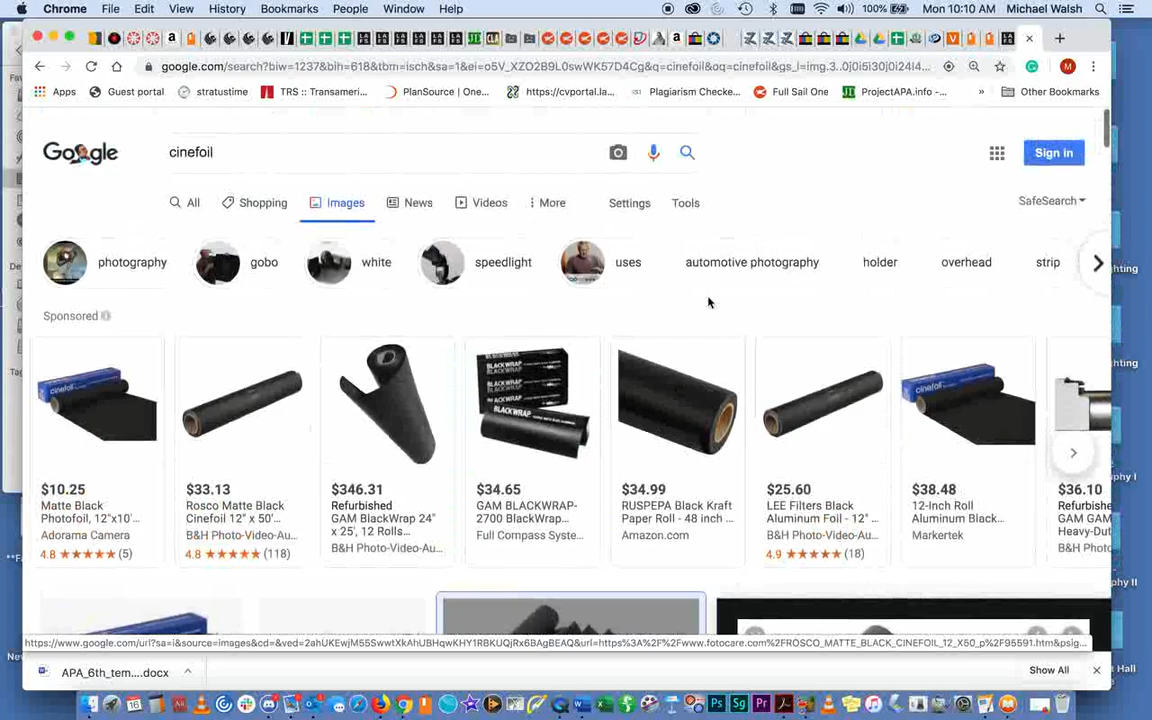 Chrome File Edit View History Bookmarks People Window Help 100% Mon 10:10 AM Michael Walsh
google.com/search?biw=1237&bih=618&tbm=isch&sa=1&ei=o5V_XZO2B9L0swWK57D4Cg&q=cinefoil&oq=cinefoil&gs_l=img.3..0j0i5i30j0i24l4...
Apps Guest portal stratustime TRS :: Transameri... PlanSource | One... https://cvportal.la... Plagiarism Checke... Full Sail One ProjectAPA.info -... » Other Bookmarks
Google cinefoil Sign in
All Shopping Images News Videos More Settings Tools SafeSearch
photography gobo white speedlight uses automotive photography holder overhead strip
Sponsored
cinefoil BLACKWRAP cinefoil
$10.25
Matte Black
Photofoil, 12"x10'...
Adorama Camera
4.8 (5)
$33.13
Rosco Matte Black
Cinefoil 12" x 50'...
B&H Photo-Video-Au...
4.8 (118)
$346.31
Refurbished
GAM BlackWrap 24"
x 25', 12 Rolls...
B&H Photo-Video-Au...
$34.65
GAM BLACKWRAP-
2700 BlackWrap...
Full Compass Syste...
$34.99
RUSPEPA Black Kraft
Paper Roll - 48 inch ...
Amazon.com
$25.60
LEE Filters Black
Aluminum Foil - 12" ...
B&H Photo-Video-Au...
4.9 (18)
$38.48
12-Inch Roll
Aluminum Black...
Markertek
$36.10
Refurbished
GAM GAM
Heavy-Dut
B&H Photo
https://www.google.com/url?sa=i&source=images&cd=&ved=2ahUKEwjM55SwwtXkAhUBHqwKHY1RBKUQjRx6BAgBEAQ&url=https%3A%2F%2Fwww.fotocare.com%2FROSCO_MATTE_BLACK_CINEFOIL_12_X50_p%2F95591.htm&psig...
APA_6th_tem....docx Show All